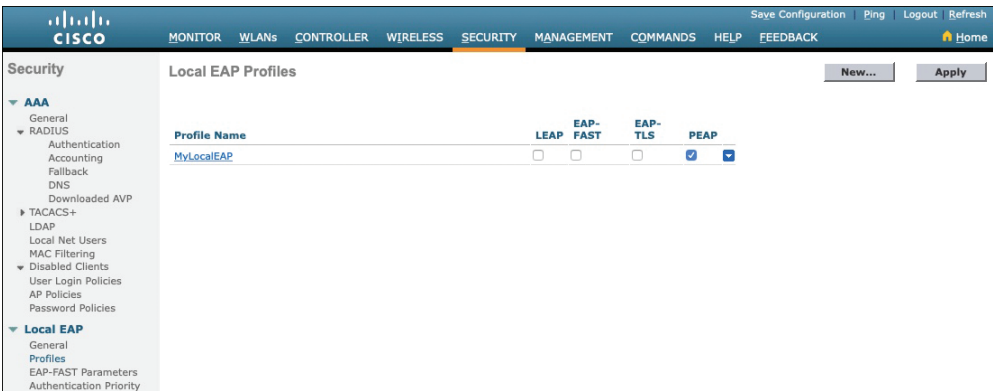 Save Configuration | Ping | Logout | Refresh
CISCO MONITOR WLANs CONTROLLER WIRELESS SECURITY MANAGEMENT COMMANDS HELP FEEDBACK Home
Security
Local EAP Profiles
New... Apply
AAA
General
RADIUS
Authentication
Accounting
Fallback
DNS
Downloaded AVP
TACACS+
LDAP
Local Net Users
MAC Filtering
Disabled Clients
User Login Policies
AP Policies
Password Policies
Local EAP
General
Profiles
EAP-FAST Parameters
Authentication Priority
Profile Name LEAP EAP-FAST EAP-TLS PEAP
MyLocalEAP